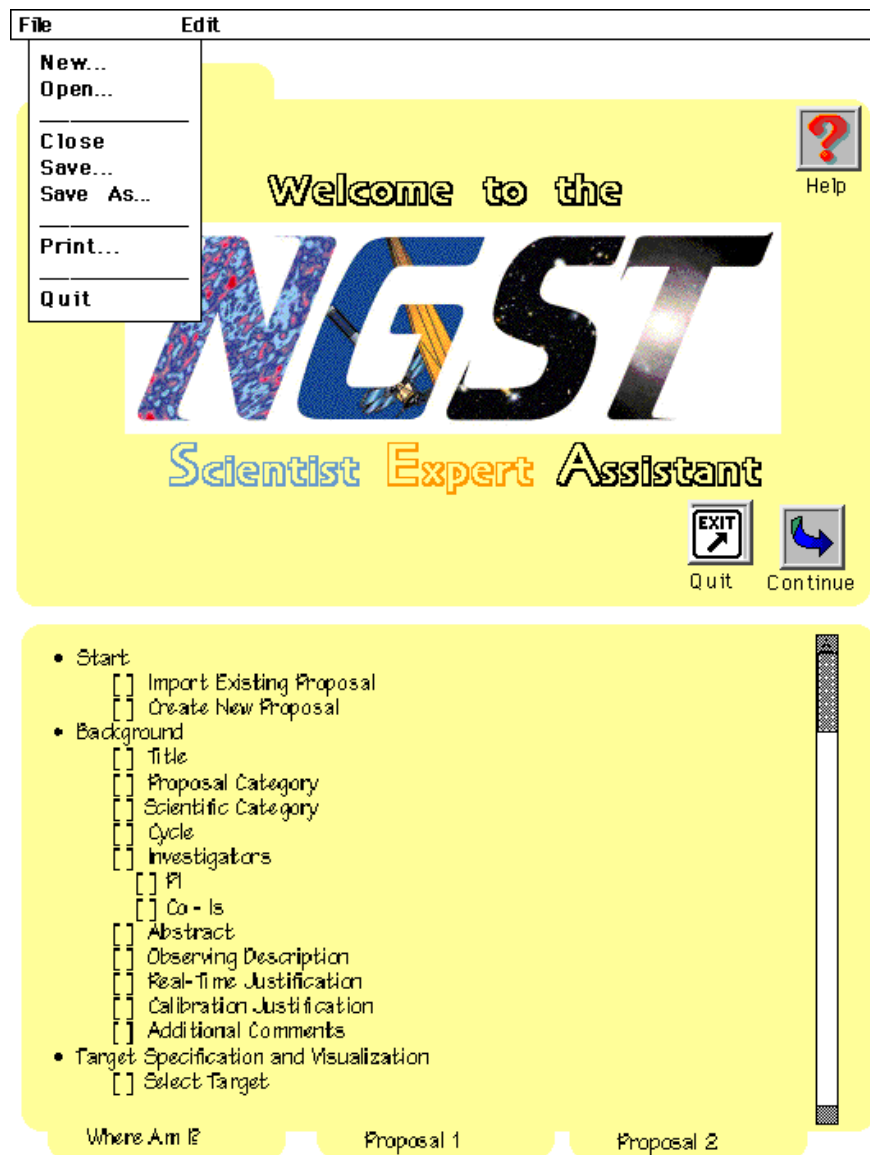 File Edit
New...
Open...
Close
Save...
Save As...
Print...
Quit
Help
Welcome to the
NGST
Scientist Expert Assistant
EXIT
Quit Continue
• Start
[ ] Import Existing Proposal
[ ] Create New Proposal
• Background
[ ] Title
[ ] Proposal Category
[ ] Scientific Category
[ ] Cycle
[ ] Investigators
[ ] PI
[ ] Co - Is
[ ] Abstract
[ ] Observing Description
[ ] Real-Time Justification
[ ] Calibration Justification
[ ] Additional Comments
• Target Specification and Visualization
[ ] Select Target
Where Am I? Proposal 1 Proposal 2